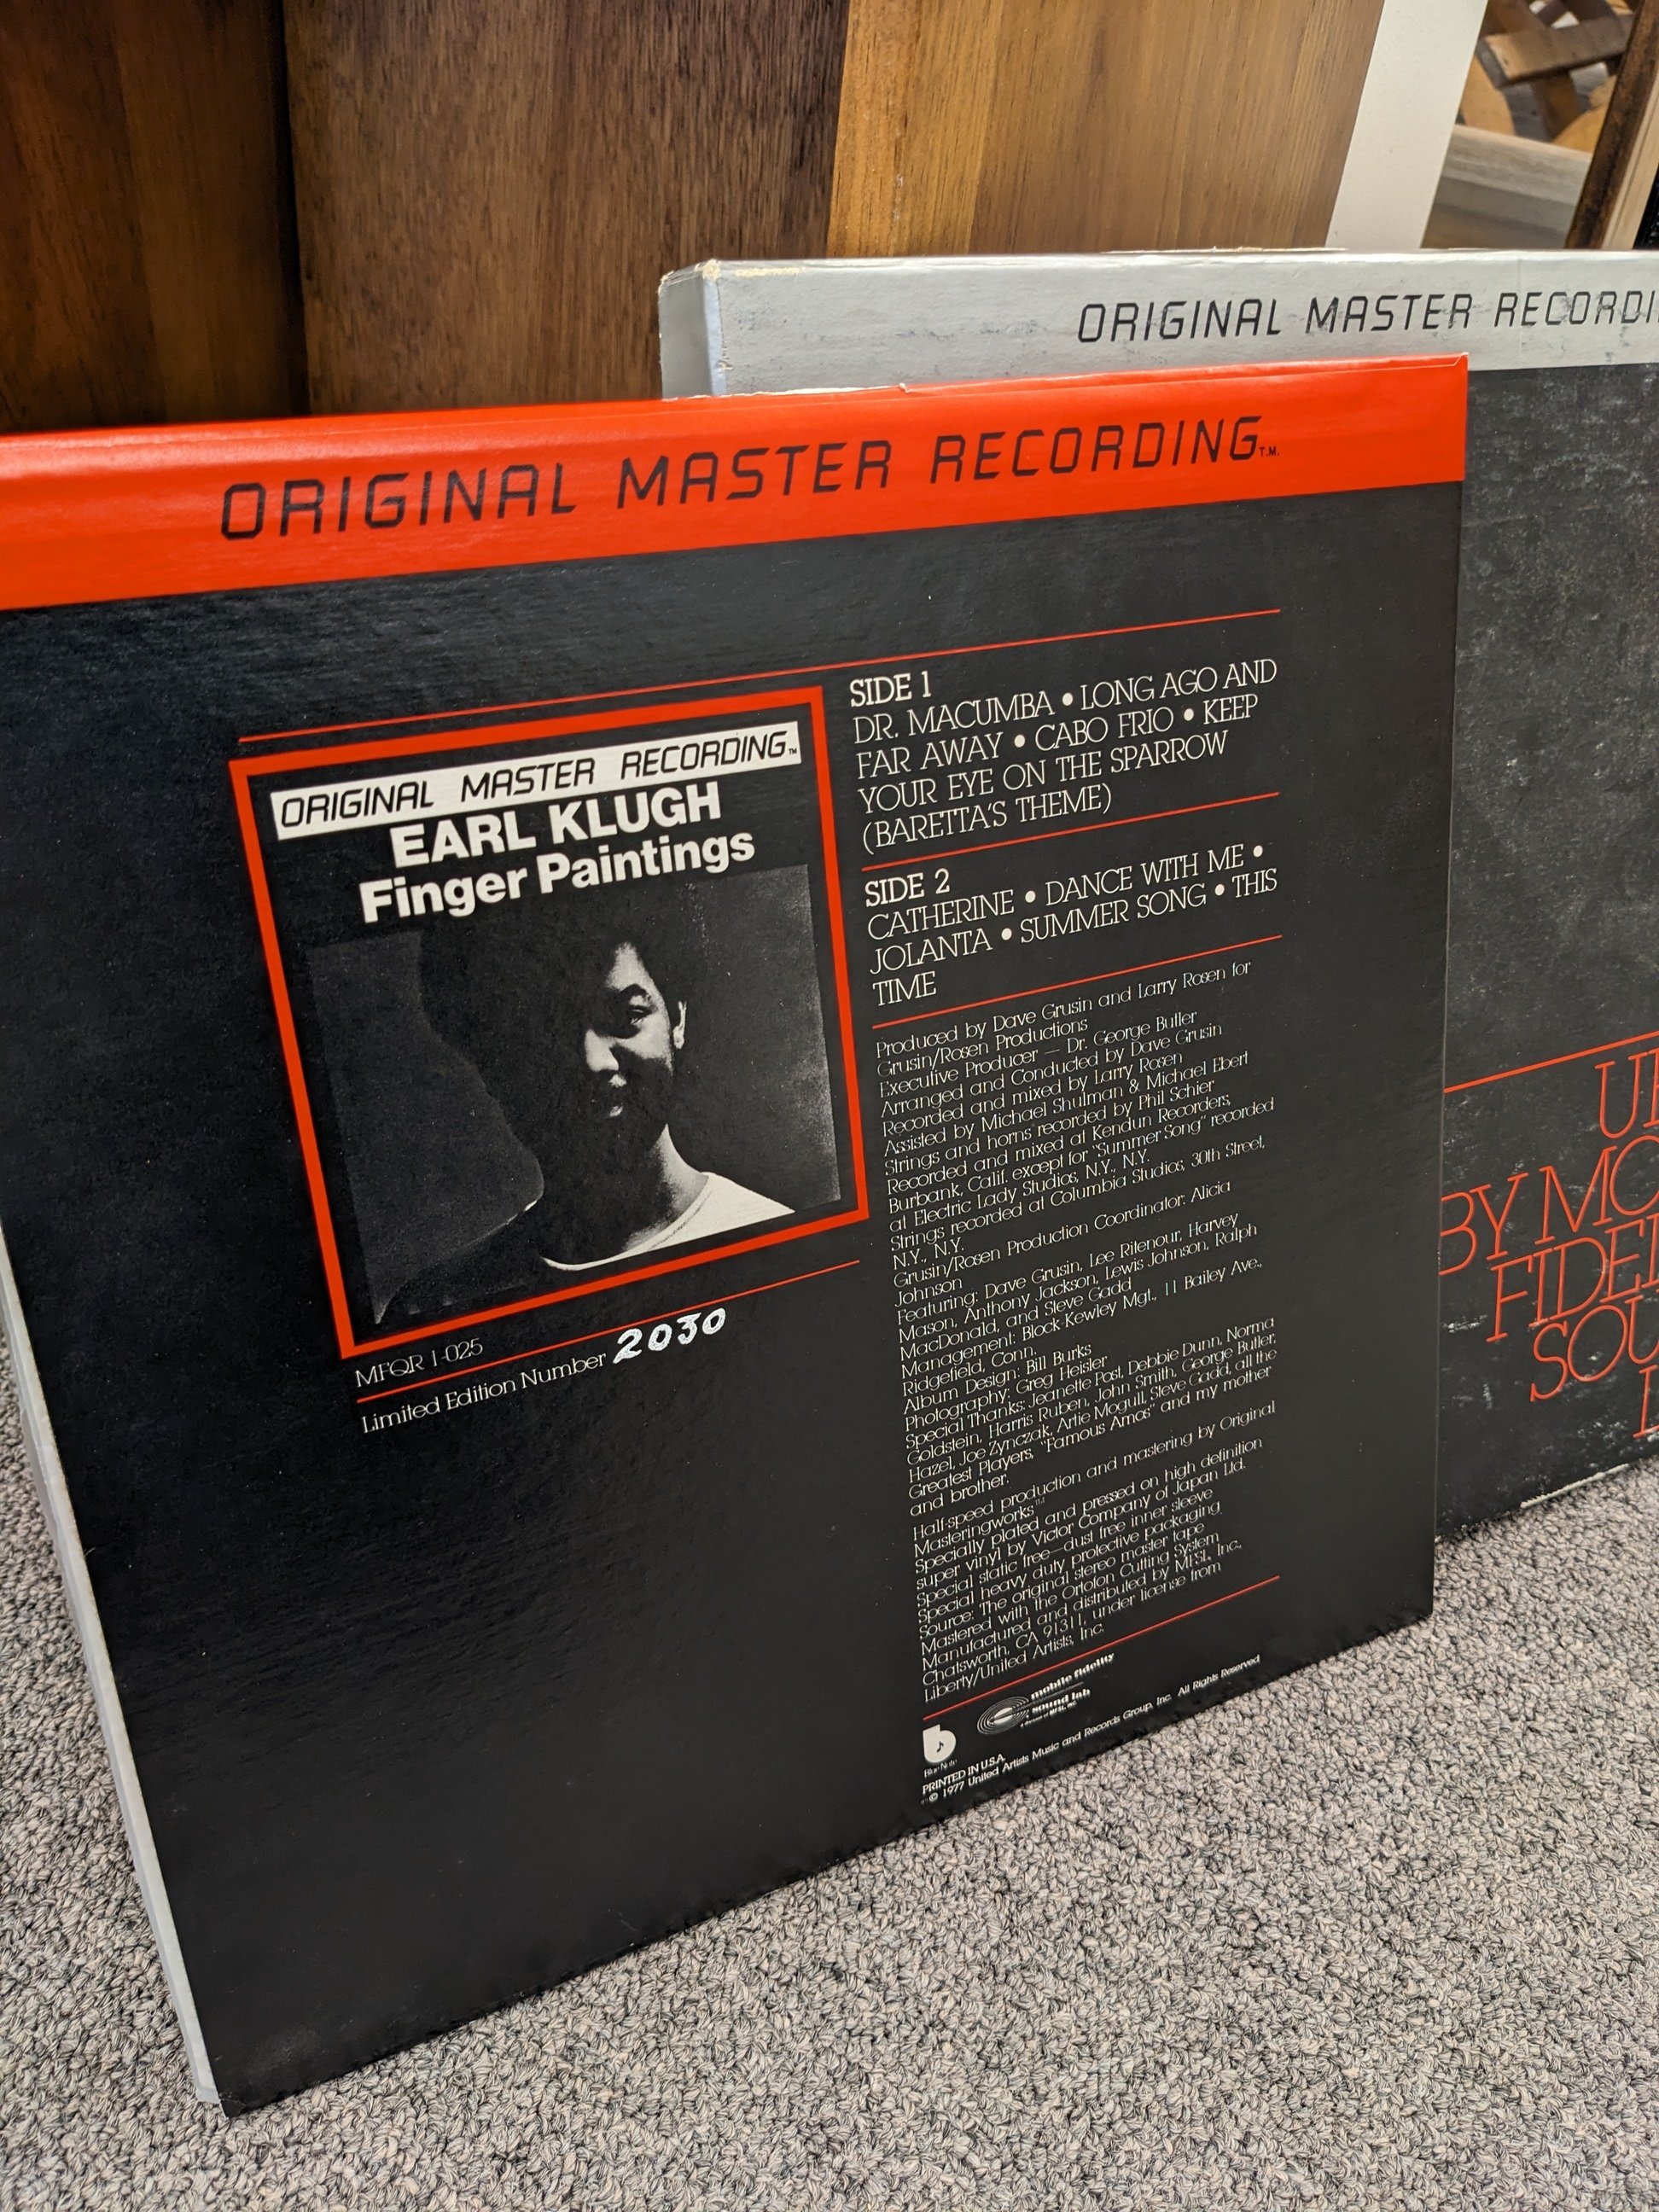 ORIGINAL MASTER
ORIGINAL MASTER RECORDING T.M.
ORIGINAL MASTER RECORDING TM
EARL KLUGH
Finger Paintings
MFQR 1-025
Limited Edition Number 2030
SIDE 1
DR. MACUMBA • LONG AGO AND
FAR AWAY • CABO FRIO • KEEP
YOUR EYE ON THE SPARROW
(BARETTA'S THEME)
SIDE 2
CATHERINE • DANCE WITH ME •
JOLANTA • SUMMER SONG • THIS
TIME
Produced by Dave Grusin and Larry Rosen for
Grusin/Rosen Productions
Executive Producer — Dr. George Butler
Arranged and Conducted by Dave Grusin
Recorded and mixed by Larry Rosen
Assisted by Michael Shulman & Michael Ebert
Strings and horns recorded by Phil Schier
Recorded and mixed at Kendun Recorders,
Burbank, Calif. except for "Summer Song" recorded
at Electric Lady Studios, N.Y., N.Y.
Strings recorded at Columbia Studios, 30th Street,
N.Y., N.Y.
Grusin/Rosen Production Coordinator: Alicia
Johnson
Featuring: Dave Grusin, Lee Ritenour, Harvey
Mason, Anthony Jackson, Lewis Johnson, Ralph
MacDonald, and Steve Gadd
Management: Block-Kewley Mgt., 11 Bailey Ave.,
Ridgefield, Conn.
Album Design: Bill Burks
Photography: Greg Heisler
Special Thanks: Jeanette Post, Debbie Dunn, Norma
Goldstein, Harris Ruben, John Smith, George Butler,
Hazel, Joe Zynczak, Artie Mogull, Steve Gadd, all the
Greatest Players, "Famous Amos" and my mother
and brother.
Half-speed production and mastering by Original
Masteringworks™
Specially plated and pressed on high definition
super vinyl by Victor Company of Japan Ltd.
Special static free—dust free inner sleeve
Special heavy duty protective packaging
Source: The original stereo master tape
Mastered with the Ortofon Cutting System
Manufactured and distributed by MFSL, Inc.,
Chatsworth, CA 91311, under license from
Liberty/United Artists, Inc.
Blue Note
mobile fidelity
sound lab
a division of MFSL, INC
PRINTED IN U.S.A.
© 1977 United Artists Music and Records Group, Inc. All Rights Reserved
BY